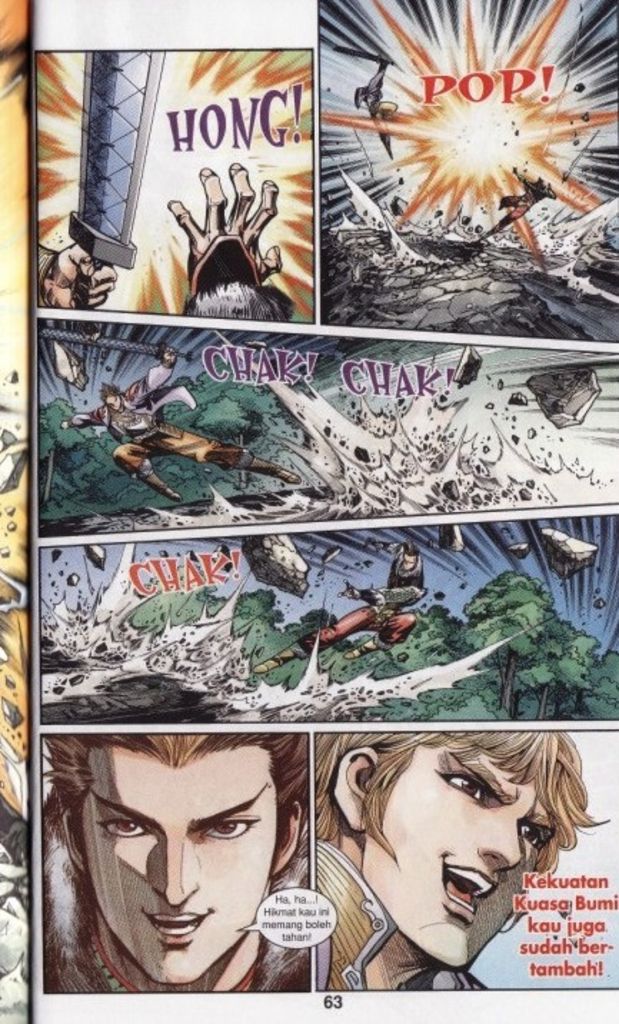 HONG!
POP!
CHAK! CHAK!
CHAK!
Ha, ha...!
Hikmat kau ini
memang boleh
tahan!
Kekuatan
Kuasa Bumi
kau juga
sudah ber-
tambah!
63